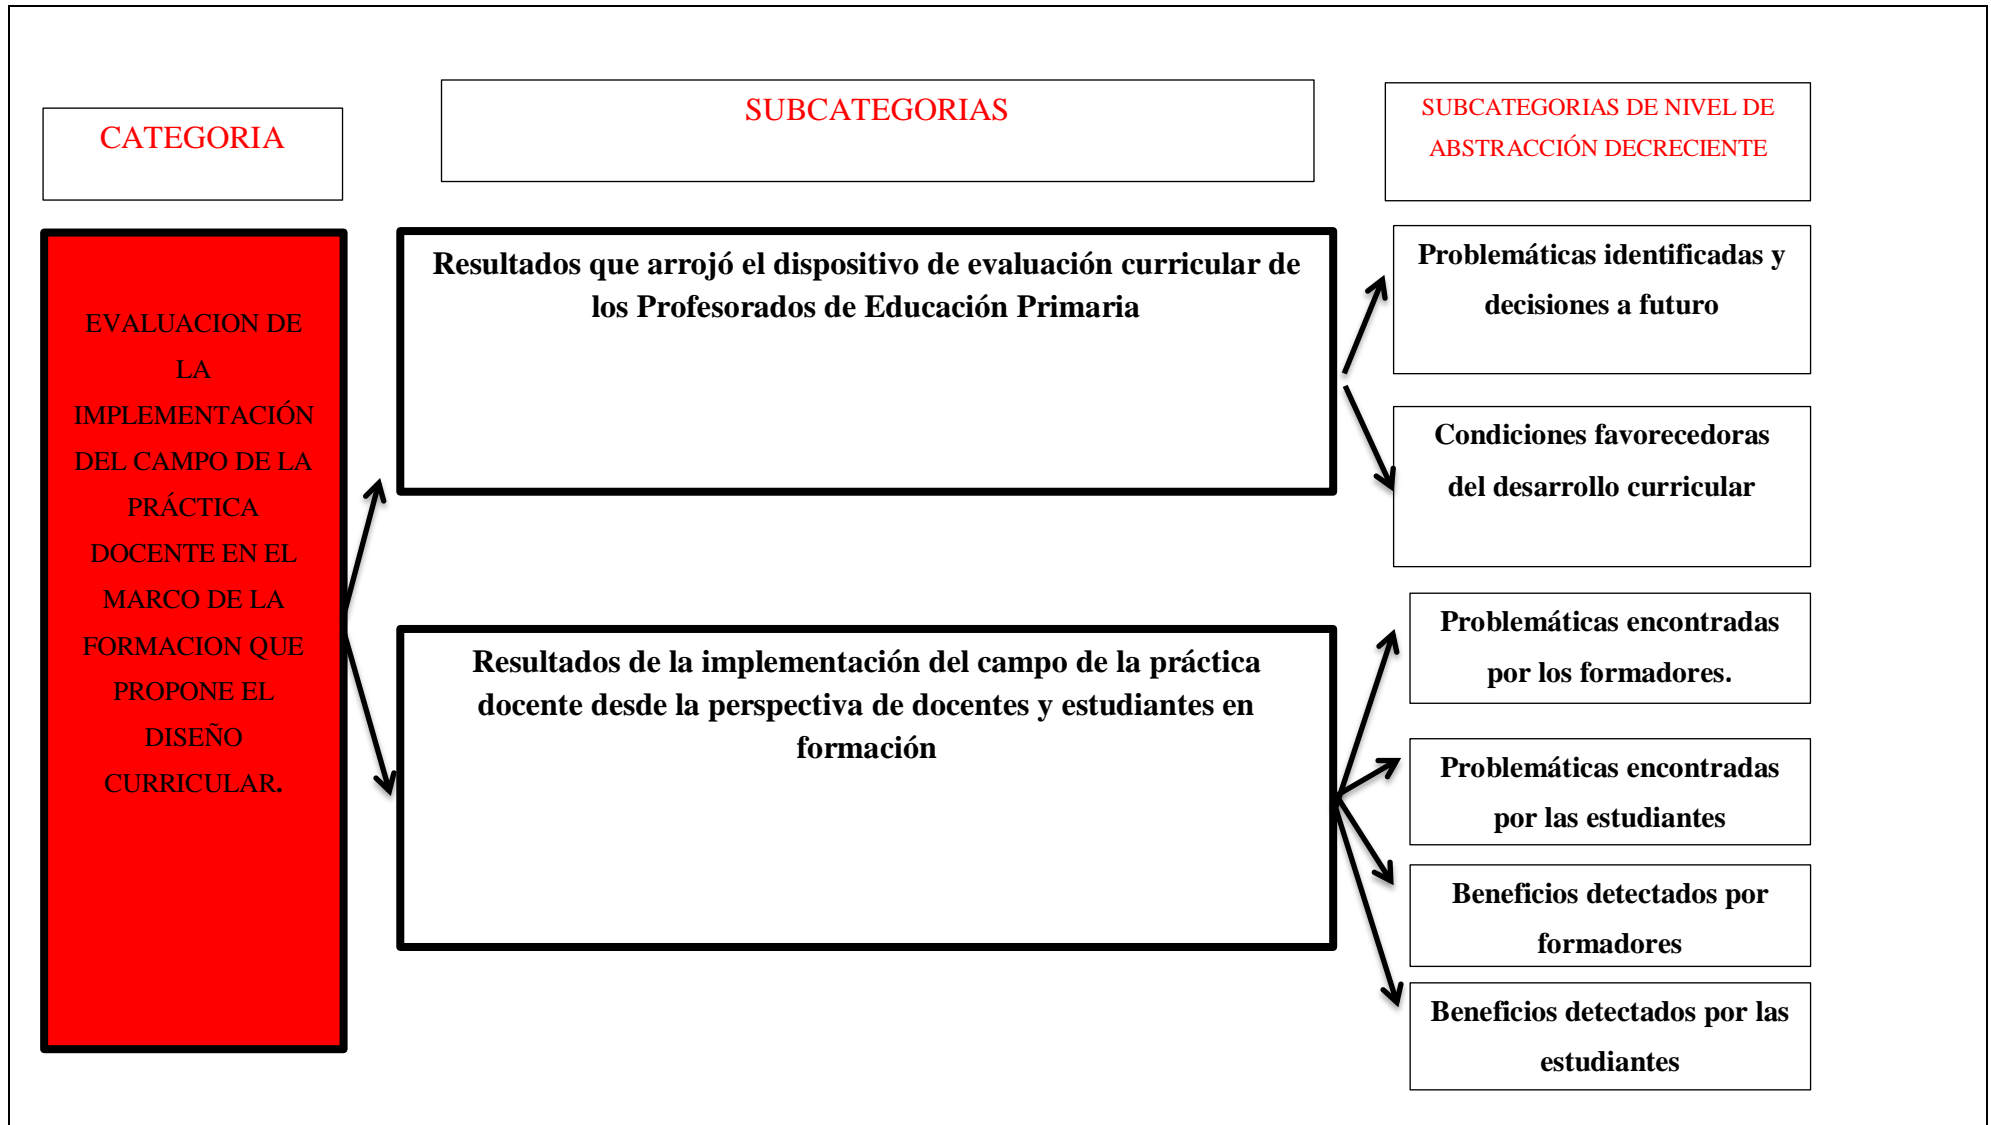 CATEGORIA
SUBCATEGORIAS
SUBCATEGORIAS DE NIVEL DE
ABSTRACCIÓN DECRECIENTE
EVALUACION DE
LA
IMPLEMENTACIÓN
DEL CAMPO DE LA
PRÁCTICA
DOCENTE EN EL
MARCO DE LA
FORMACION QUE
PROPONE EL
DISEÑO
CURRICULAR.
Resultados que arrojó el dispositivo de evaluación curricular de
los Profesorados de Educación Primaria
Problemáticas identificadas y
decisiones a futuro
Condiciones favorecedoras
del desarrollo curricular
Resultados de la implementación del campo de la práctica
docente desde la perspectiva de docentes y estudiantes en
formación
Problemáticas encontradas
por los formadores.
Problemáticas encontradas
por las estudiantes
Beneficios detectados por
formadores
Beneficios detectados por las
estudiantes